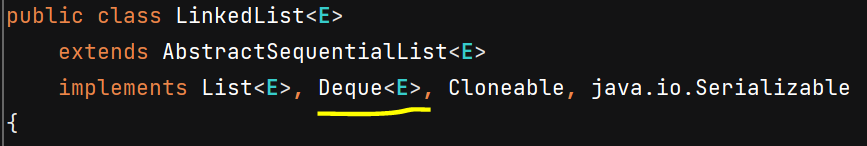 public class LinkedList<E>
extends AbstractSequentialList<E>
implements List<E>, Deque<E>, Cloneable, java.io.Serializable
{